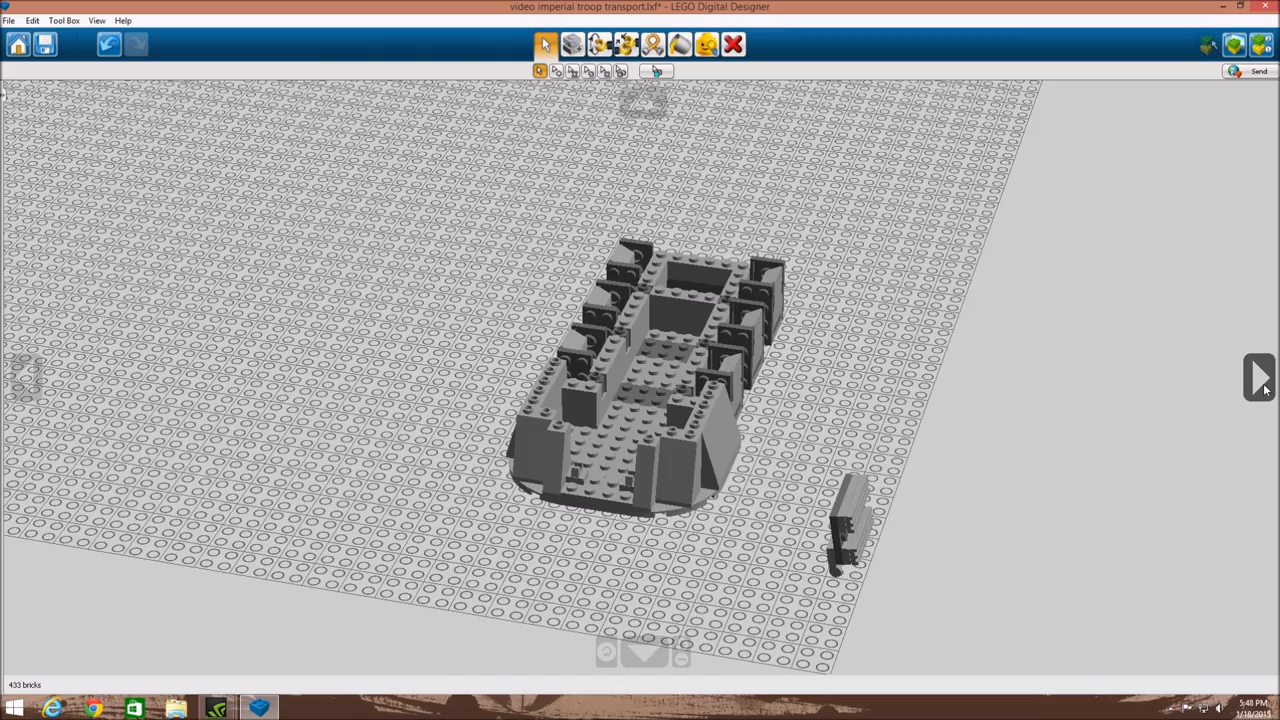 video imperial troop transport.lxf* - LEGO Digital Designer
File Edit Tool Box View Help
Send
433 bricks
5:48 PM
1/18/2015